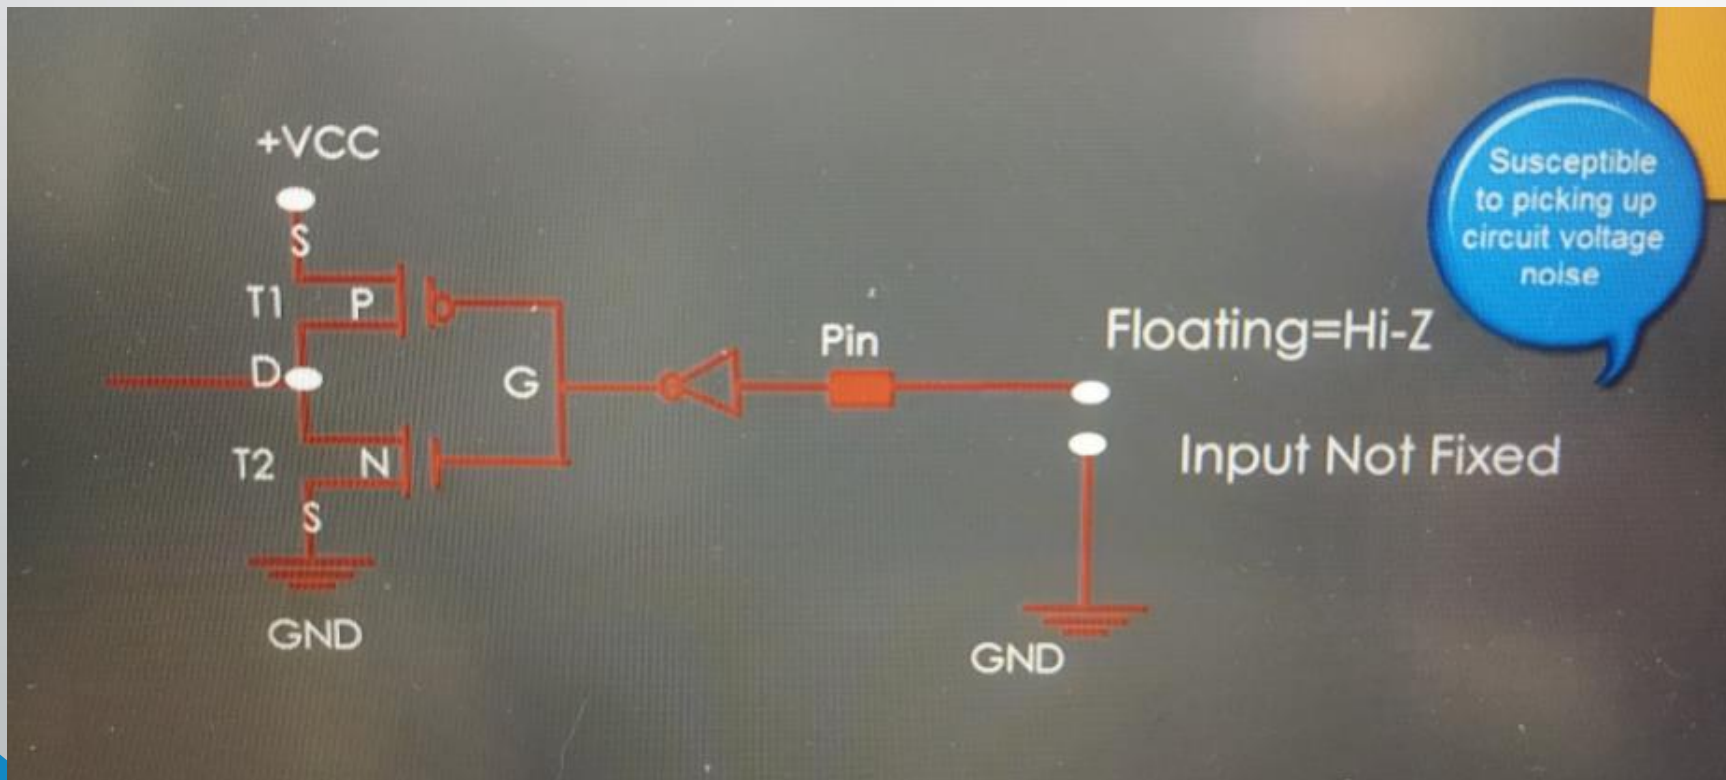 +VCC
S
T1
P
D
G
T2
N
S
GND
Pin
Floating=Hi-Z
Input Not Fixed
GND
Susceptible
to picking up
circuit voltage
noise